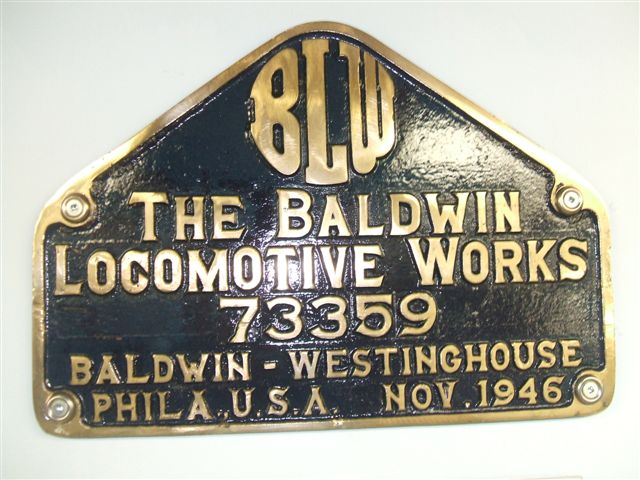 BLW
THE BALDWIN
LOCOMOTIVE WORKS
73359
BALDWIN - WESTINGHOUSE
PHILA., U.S.A. NOV. 1946